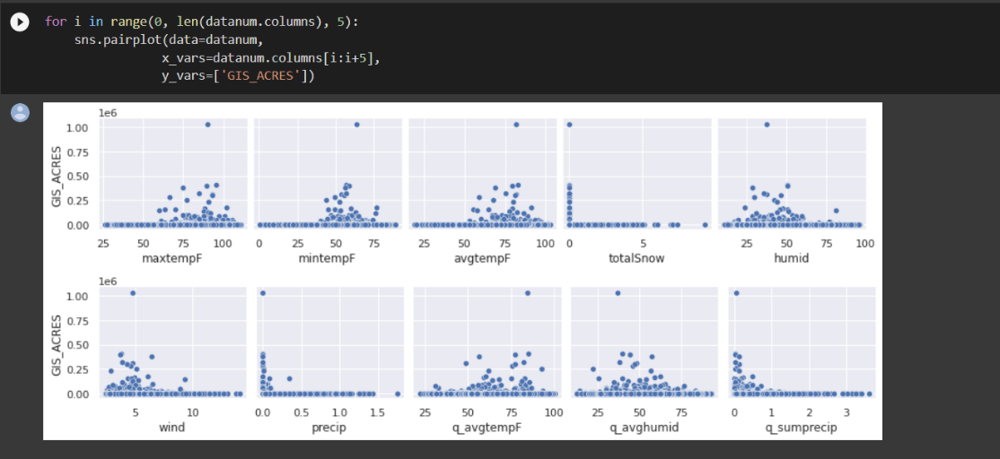 for i in range(0, len(datanum.columns), 5):
sns.pairplot(data=datanum,
x_vars=datanum.columns[i:i+5],
y_vars=['GIS_ACRES'])
1e6
1.00
0.75
0.50
0.25
0.00
GIS_ACRES
25 50 75 100 0 25 50 75 25 50 75 100 0 5 25 50 75 100
maxtempF mintempF avgtempF totalSnow humid
1e6
1.00
0.75
0.50
0.25
0.00
GIS_ACRES
5 10 0.0 0.5 1.0 1.5 25 50 75 100 25 50 75 0 1 2 3
wind precip q_avgtempF q_avghumid q_sumprecip